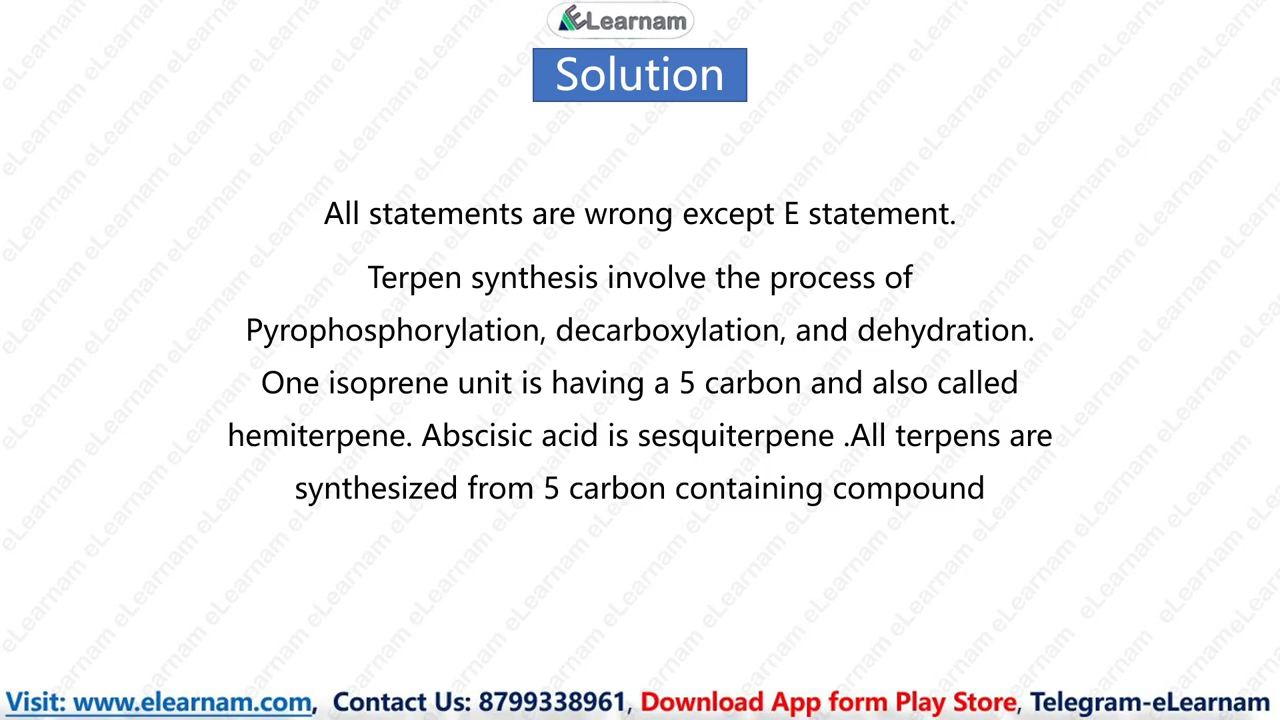 eLearnam
Solution
All statements are wrong except E statement.
Terpen synthesis involve the process of
Pyrophosphorylation, decarboxylation, and dehydration.
One isoprene unit is having a 5 carbon and also called
hemiterpene. Abscisic acid is sesquiterpene .All terpens are
synthesized from 5 carbon containing compound
Visit: www.elearnam.com, Contact Us: 8799338961, Download App form Play Store, Telegram-eLearnam